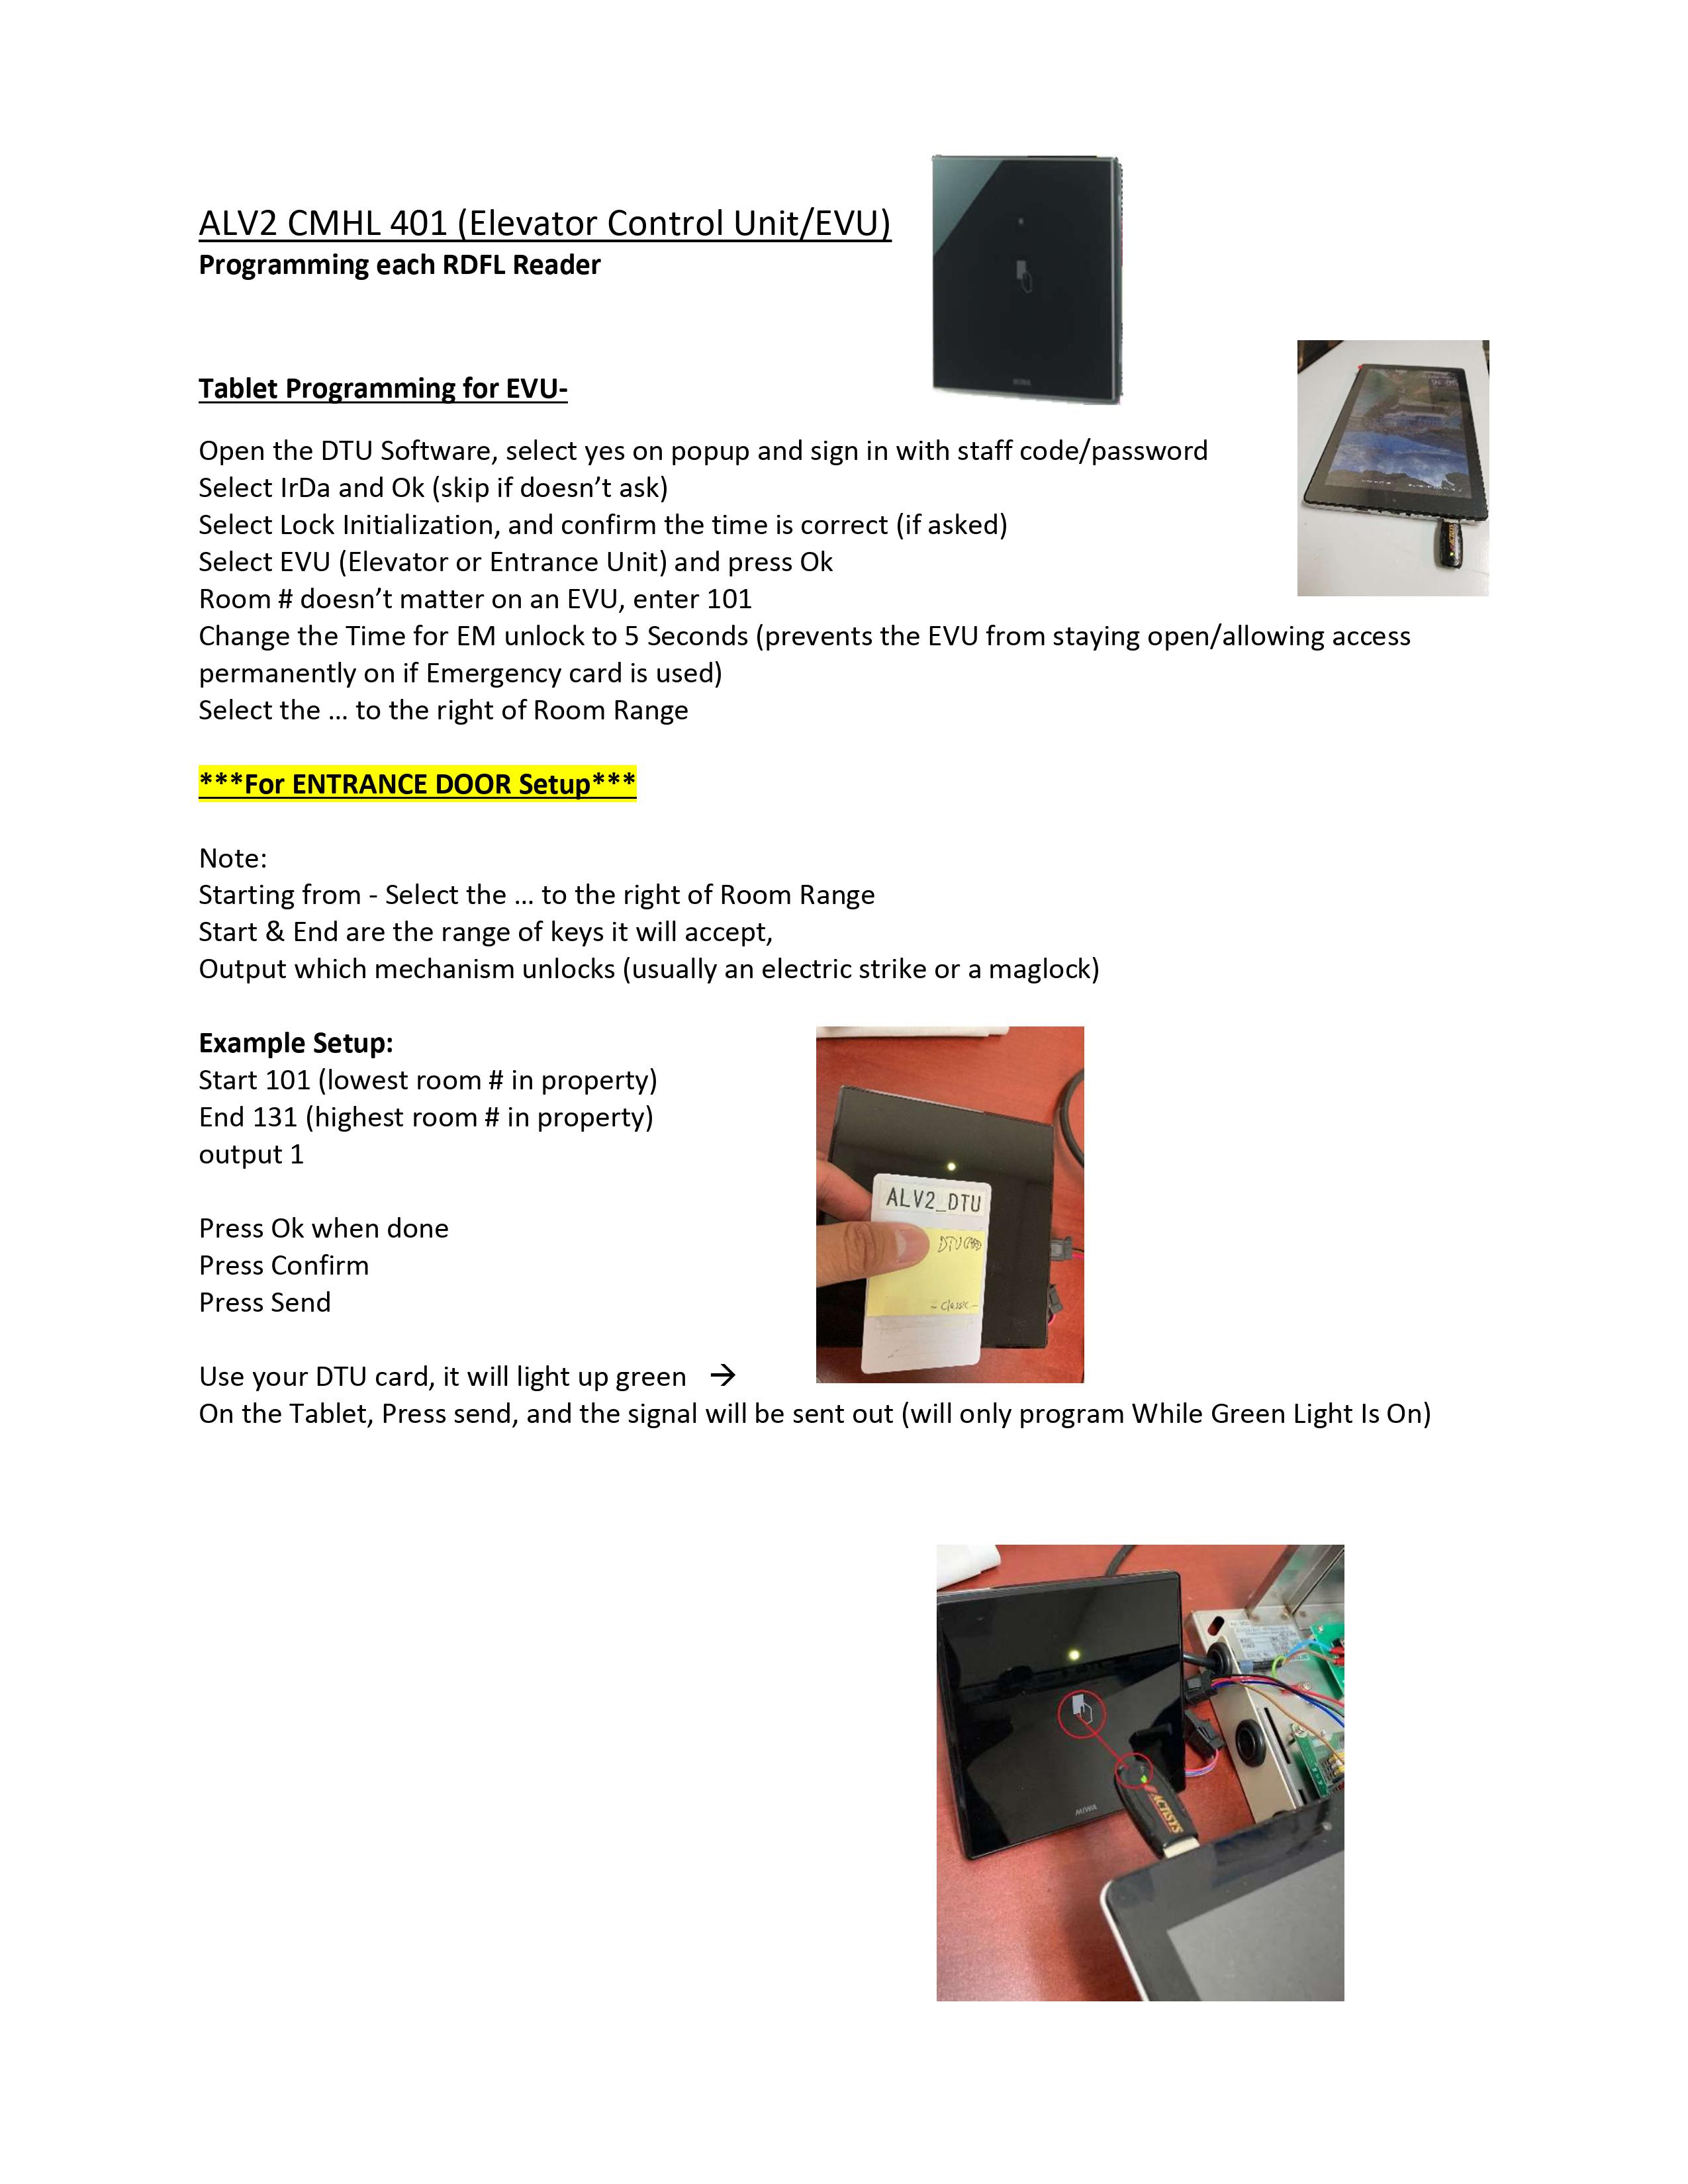 ALV2 CMHL 401 (Elevator Control Unit/EVU)
Programming each RDFL Reader
MIWA
Tablet Programming for EVU-
Open the DTU Software, select yes on popup and sign in with staff code/password
Select IrDa and Ok (skip if doesn’t ask)
Select Lock Initialization, and confirm the time is correct (if asked)
Select EVU (Elevator or Entrance Unit) and press Ok
Room # doesn’t matter on an EVU, enter 101
Change the Time for EM unlock to 5 Seconds (prevents the EVU from staying open/allowing access
permanently on if Emergency card is used)
Select the … to the right of Room Range
***For ENTRANCE DOOR Setup***
Note:
Starting from - Select the … to the right of Room Range
Start & End are the range of keys it will accept,
Output which mechanism unlocks (usually an electric strike or a maglock)
Example Setup:
Start 101 (lowest room # in property)
End 131 (highest room # in property)
output 1
Press Ok when done
Press Confirm
Press Send
ALV2_DTU
DTU CARD
- Classic -
Use your DTU card, it will light up green →
On the Tablet, Press send, and the signal will be sent out (will only program While Green Light Is On)
ACTISYS
MIWA